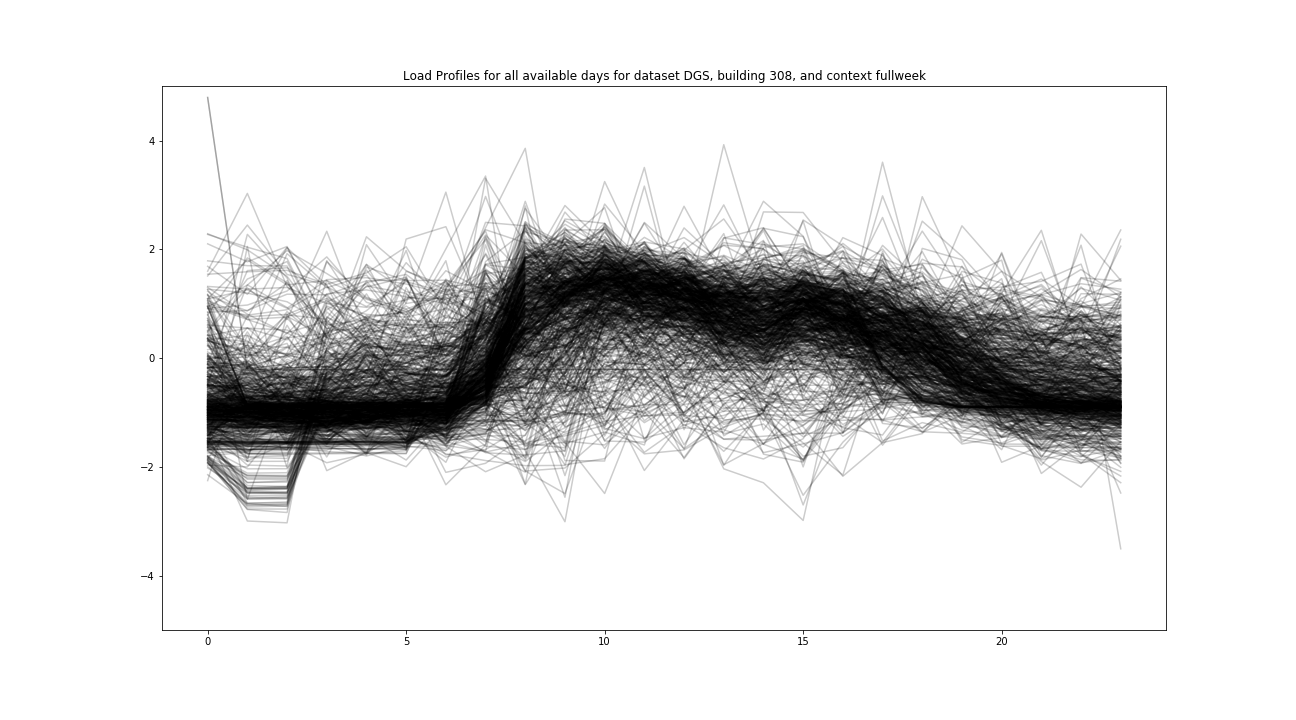 Load Profiles for all available days for dataset DGS, building 308, and context fullweek
4
2
0
−2
−4
0 5 10 15 20